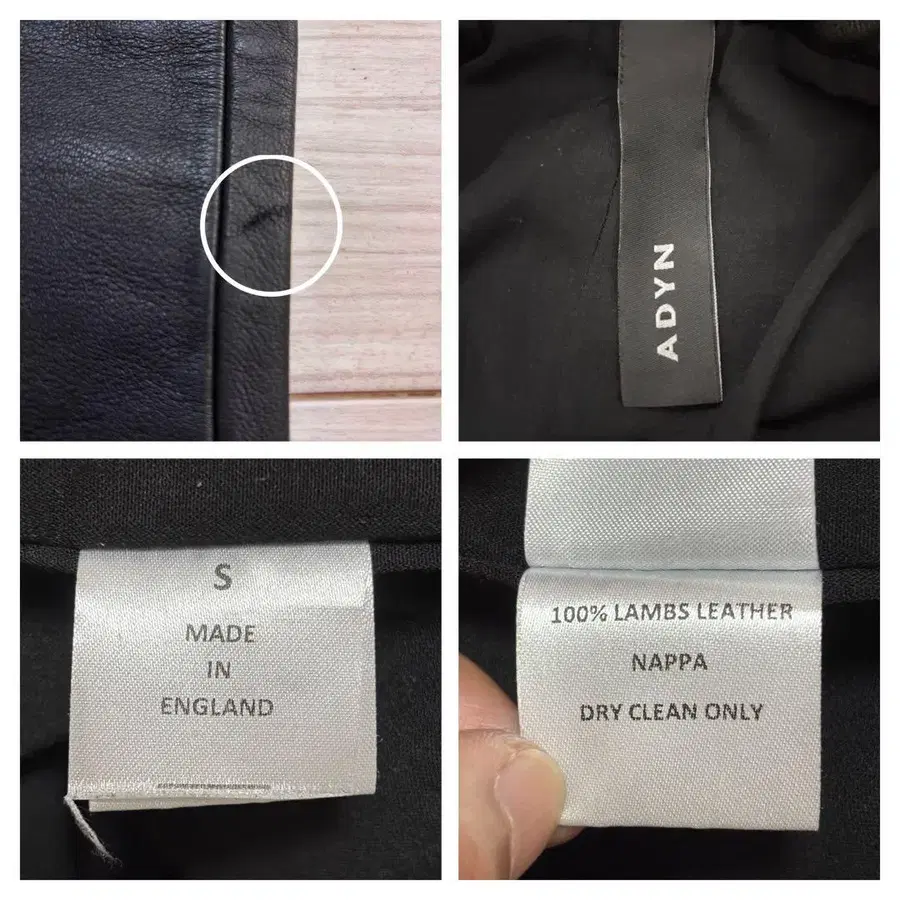 ADYN
S
MADE
IN
ENGLAND
100% LAMBS LEATHER
NAPPA
DRY CLEAN ONLY